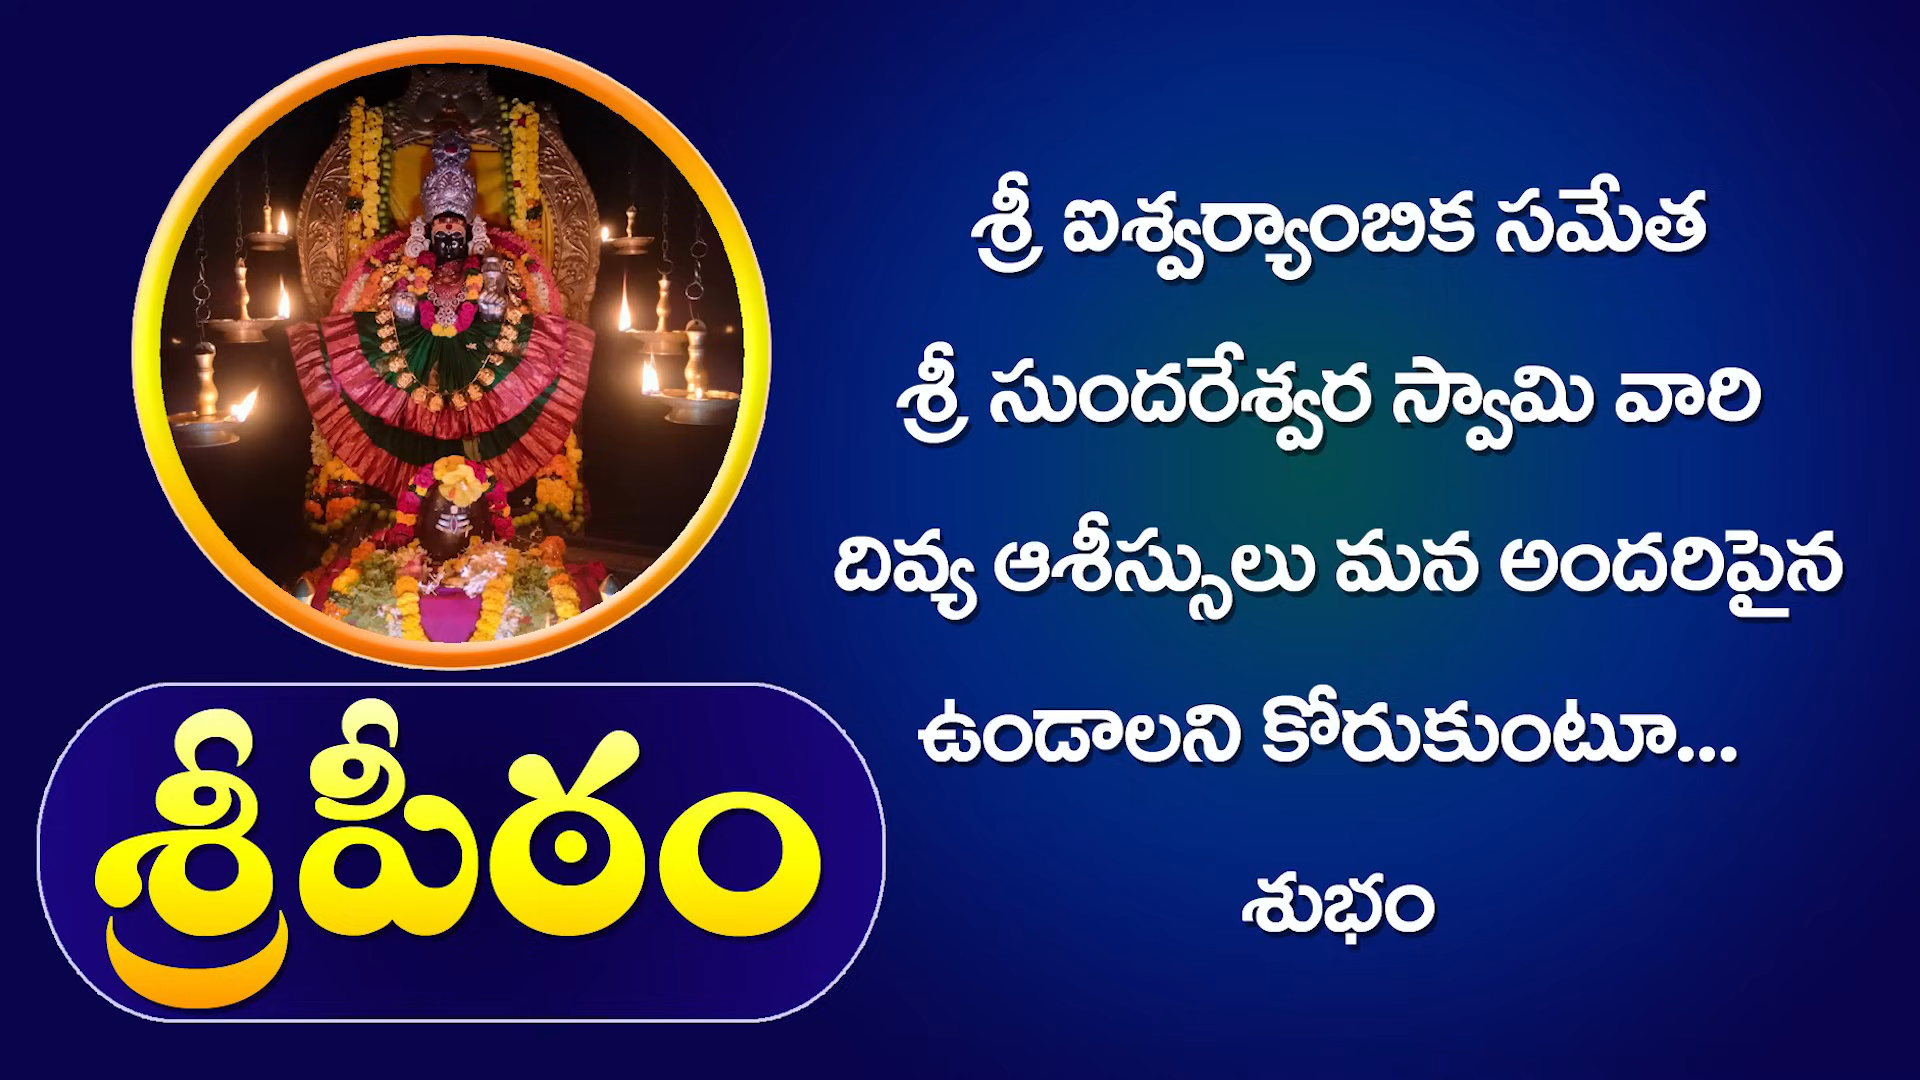 శ్రీ ఐశ్వర్యాంబిక సమేత
శ్రీ సుందరేశ్వర స్వామి వారి
దివ్య ఆశీస్సులు మన అందరిపైన
ఉండాలని కోరుకుంటూ...
శుభం
శ్రీపీఠం